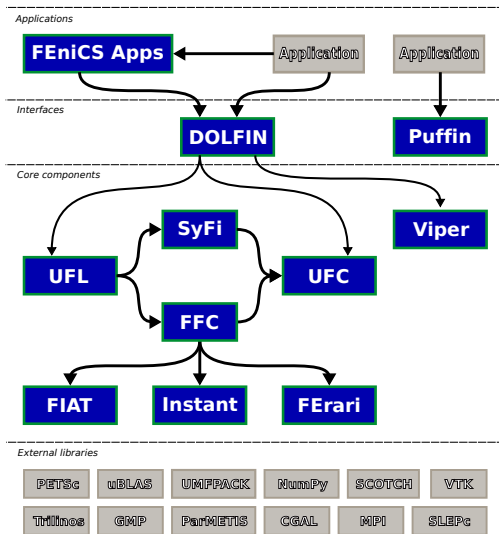 Applications
FEniCS Apps
Application
Application
Interfaces
DOLFIN
Puffin
Core components
SyFi
Viper
UFL
UFC
FFC
FIAT
Instant
FErari
External libraries
PETSc
uBLAS
UMFPACK
NumPy
SCOTCH
VTK
Trilinos
GMP
ParMETIS
CGAL
MPI
SLEPc